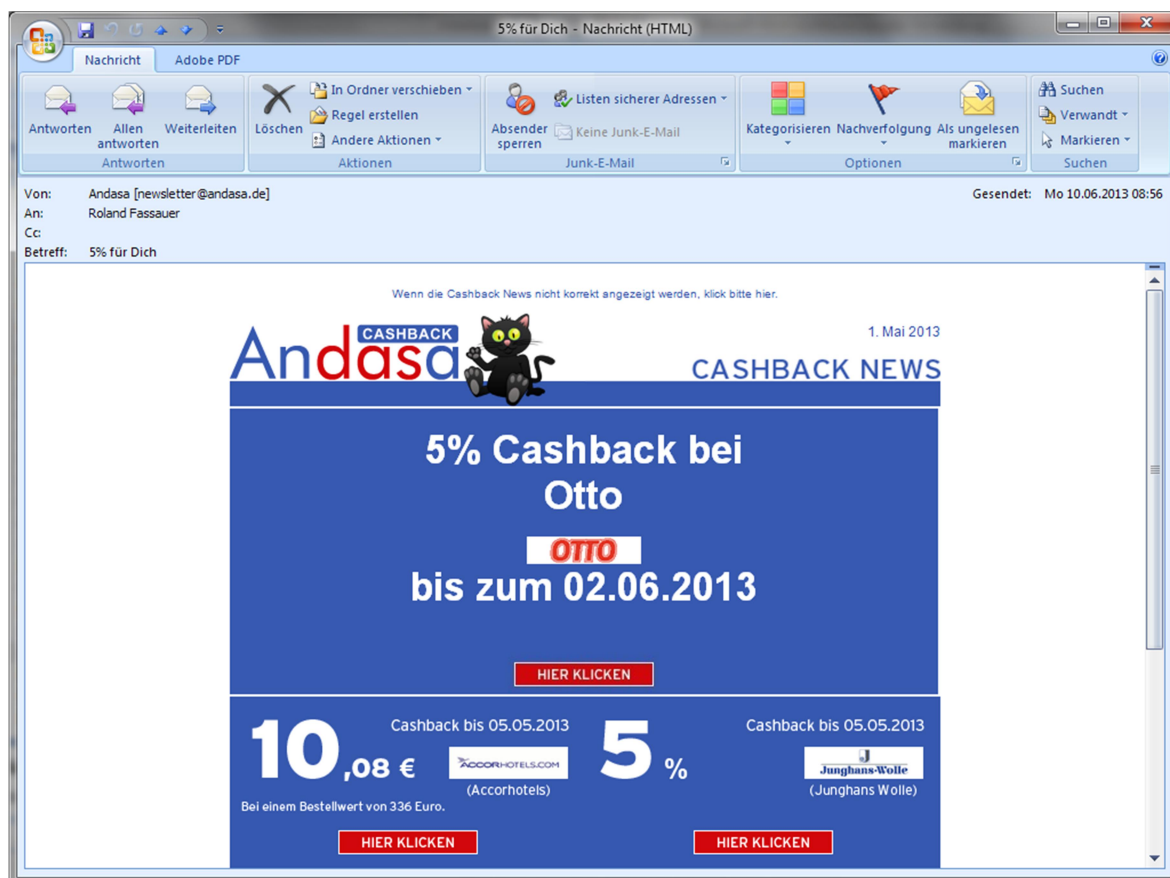 5% für Dich - Nachricht (HTML)
Nachricht Adobe PDF
Antworten
Allen antworten
Weiterleiten
Antworten
Löschen
In Ordner verschieben
Regel erstellen
Andere Aktionen
Aktionen
Absender sperren
Listen sicherer Adressen
Keine Junk-E-Mail
Junk-E-Mail
Kategorisieren
Nachverfolgung
Als ungelesen markieren
Optionen
Suchen
Verwandt
Markieren
Suchen
Von: Andasa [newsletter@andasa.de] Gesendet: Mo 10.06.2013 08:56
An: Roland Fassauer
Cc:
Betreff: 5% für Dich
Wenn die Cashback News nicht korrekt angezeigt werden, klick bitte hier.
Andasa CASHBACK
1. Mai 2013
CASHBACK NEWS
5% Cashback bei
Otto
OTTO
bis zum 02.06.2013
HIER KLICKEN
10,08 €
Cashback bis 05.05.2013
ACCORHOTELS.COM
(Accorhotels)
Bei einem Bestellwert von 336 Euro.
HIER KLICKEN
5 %
Cashback bis 05.05.2013
Junghans-Wolle
(Junghans Wolle)
HIER KLICKEN